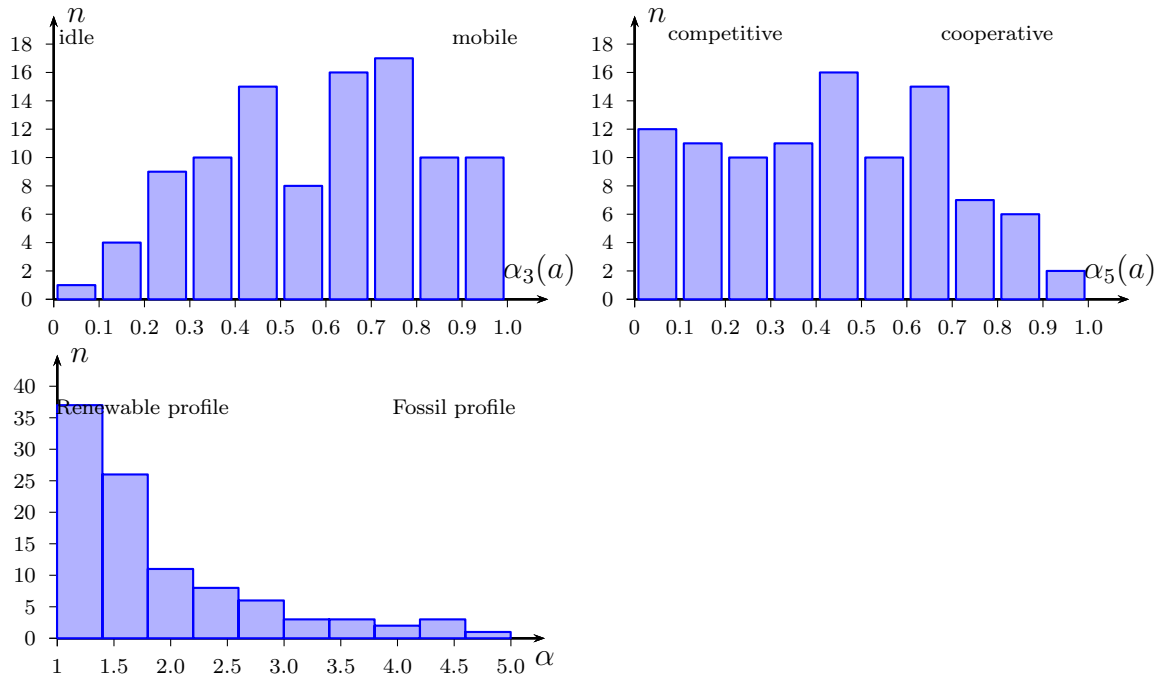 n
idle mobile
18
16
14
12
10
8
6
4
2
0
α₃(a)
0 0.1 0.2 0.3 0.4 0.5 0.6 0.7 0.8 0.9 1.0
n
competitive cooperative
18
16
14
12
10
8
6
4
2
0
α₅(a)
0 0.1 0.2 0.3 0.4 0.5 0.6 0.7 0.8 0.9 1.0
n
40
Renewable profile Fossil profile
35
30
25
20
15
10
5
0
1 1.5 2.0 2.5 3.0 3.5 4.0 4.5 5.0 α